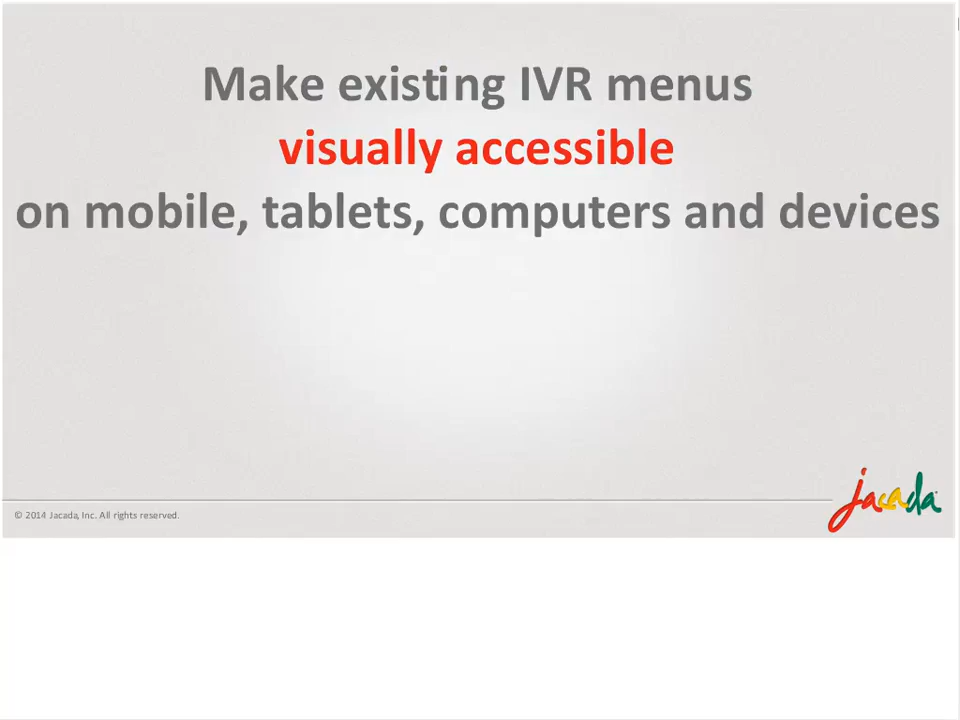 Make existing IVR menus
visually accessible
on mobile, tablets, computers and devices
© 2014 Jacada, Inc. All rights reserved.
jacada